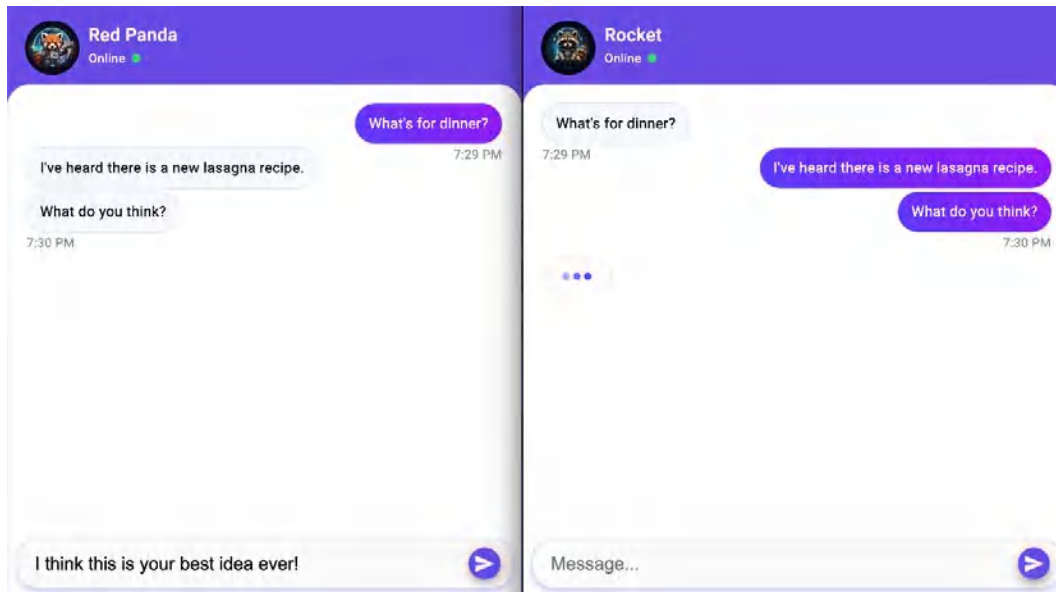 Red Panda
Online
What's for dinner?
7:29 PM
I've heard there is a new lasagna recipe.
What do you think?
7:30 PM
I think this is your best idea ever!
Rocket
Online
What's for dinner?
7:29 PM
I've heard there is a new lasagna recipe.
What do you think?
7:30 PM
Message...